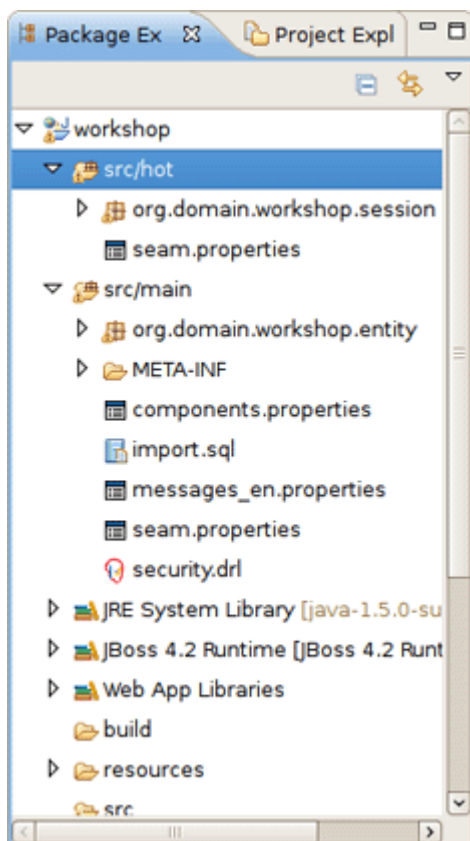 Package Ex
Project Expl
workshop
src/hot
org.domain.workshop.session
seam.properties
src/main
org.domain.workshop.entity
META-INF
components.properties
import.sql
messages_en.properties
seam.properties
security.drl
JRE System Library [java-1.5.0-su
JBoss 4.2 Runtime [JBoss 4.2 Runt
Web App Libraries
build
resources
src